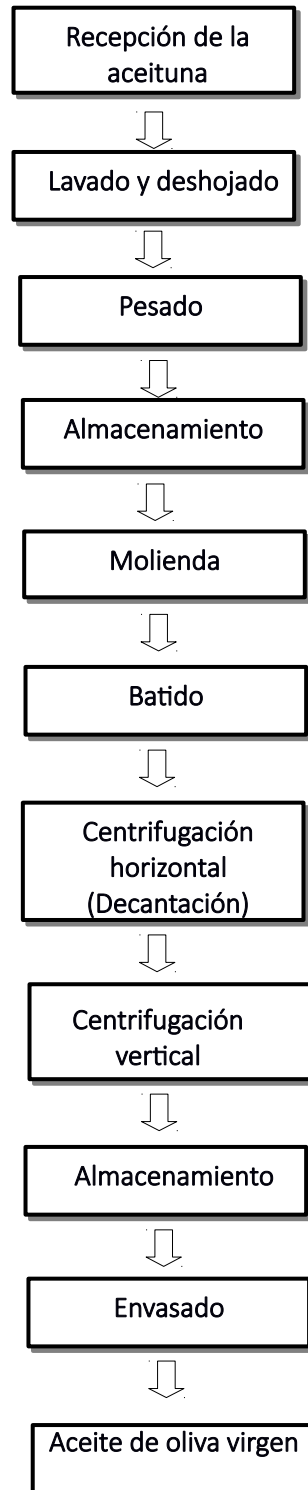 Recepción de la
aceituna
Lavado y deshojado
Pesado
Almacenamiento
Molienda
Batido
Centrifugación
horizontal
(Decantación)
Centrifugación
vertical
Almacenamiento
Envasado
Aceite de oliva virgen